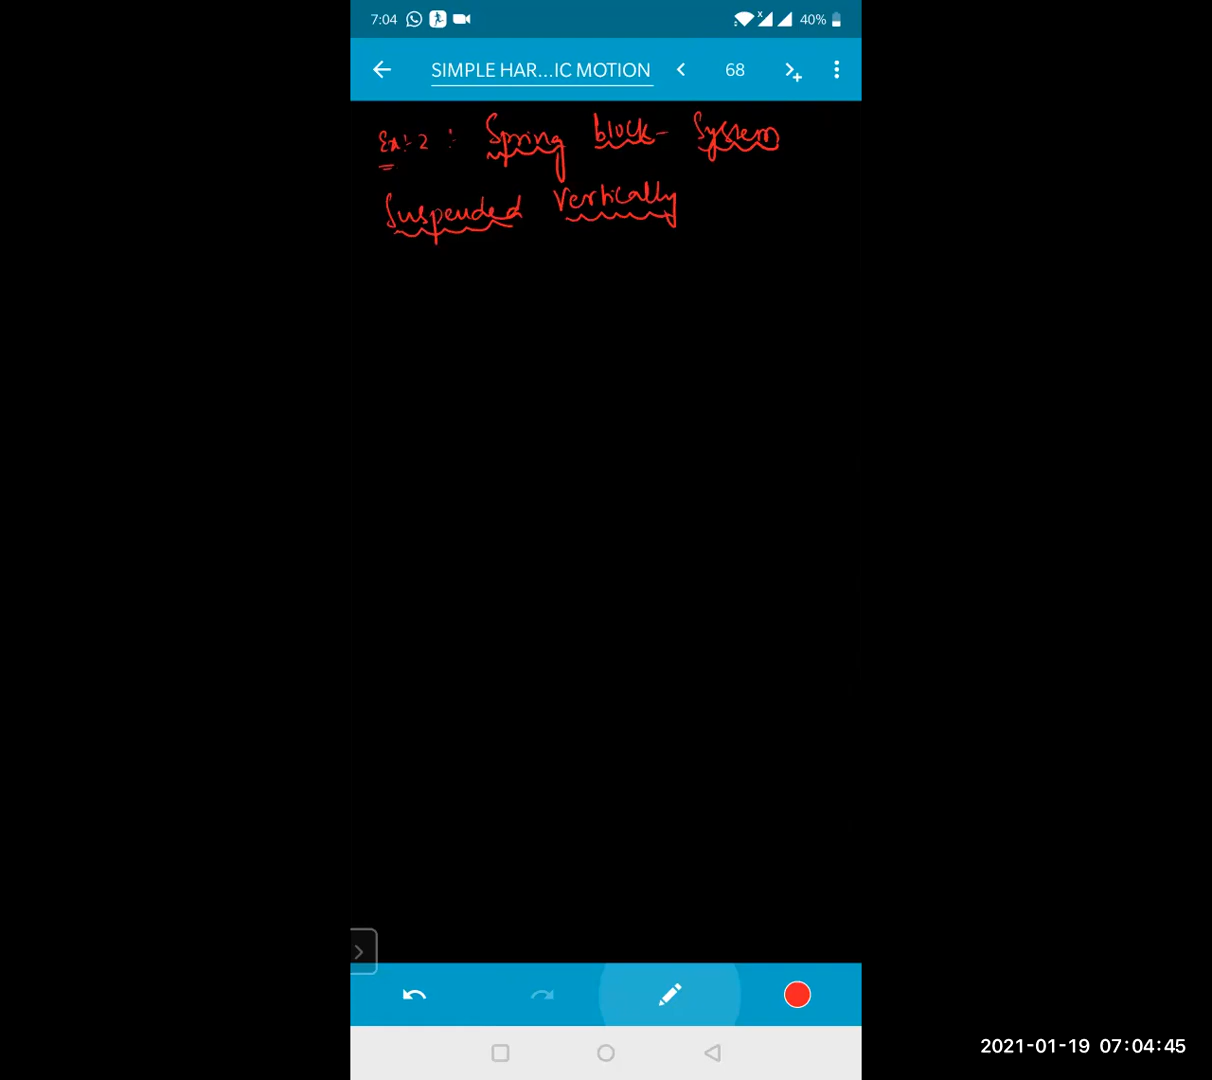 7:04 40%
SIMPLE HAR...IC MOTION 68
Ex:-2 : Spring block- System
Suspended Vertically
2021-01-19 07:04:45